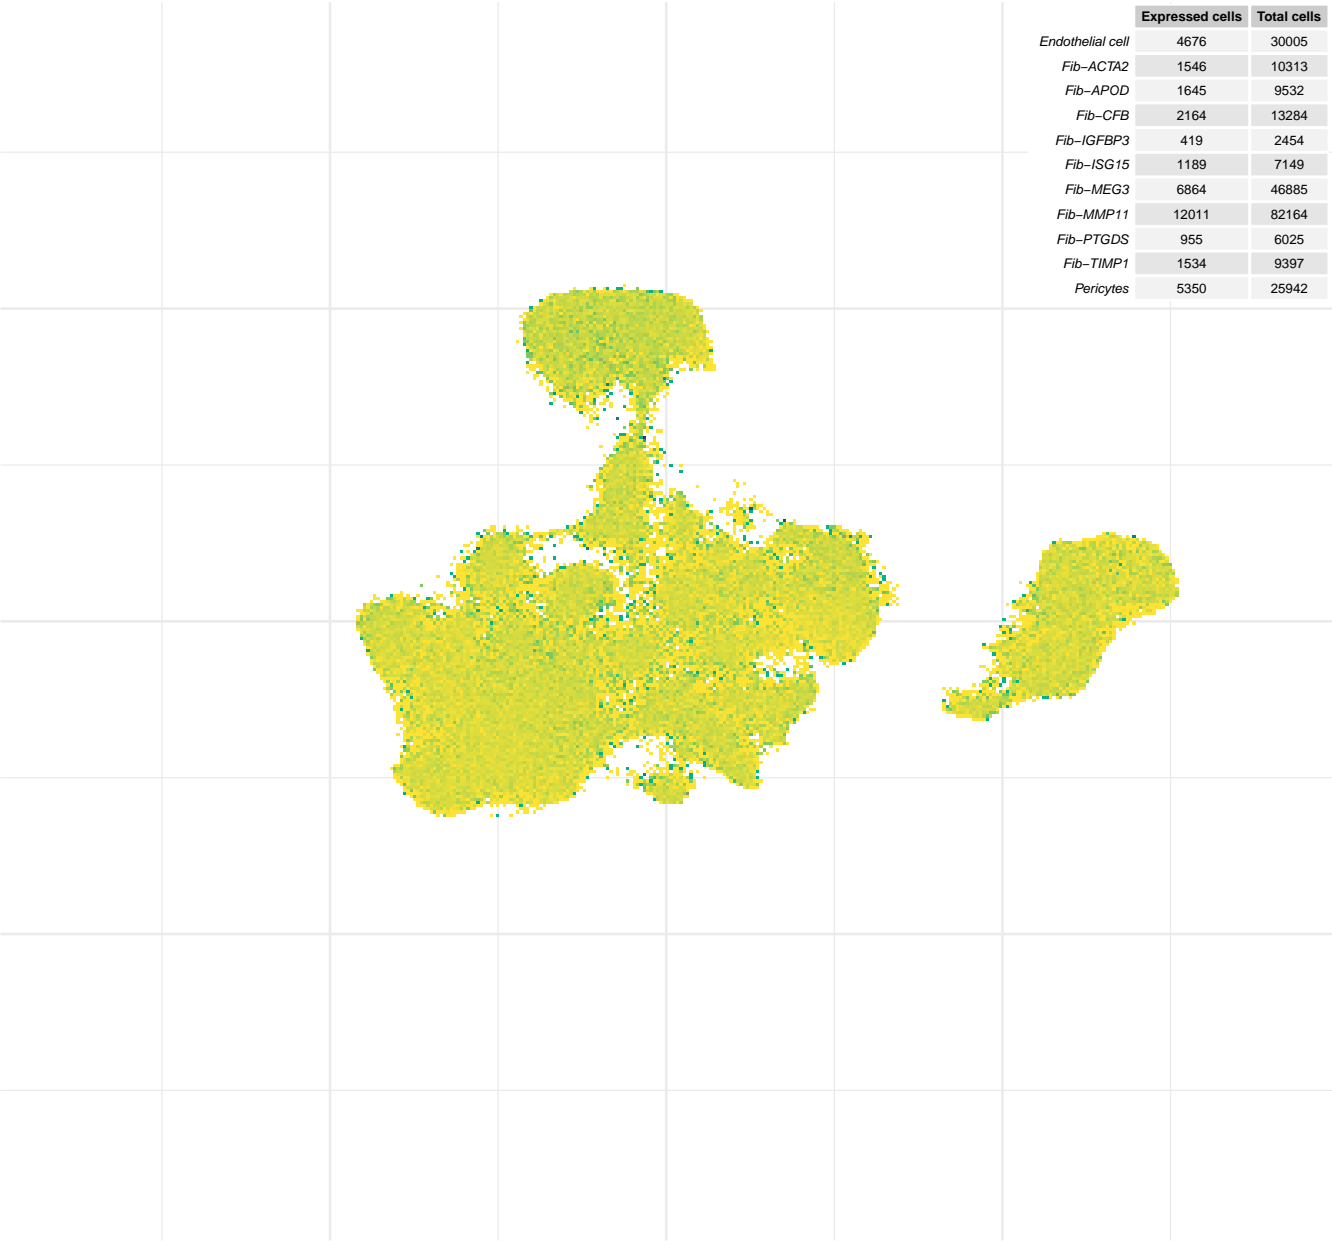 Expressed cells Total cells
Endothelial cell 4676 30005
Fib−ACTA2 1546 10313
Fib−APOD 1645 9532
Fib−CFB 2164 13284
Fib−IGFBP3 419 2454
Fib−ISG15 1189 7149
Fib−MEG3 6864 46885
Fib−MMP11 12011 82164
Fib−PTGDS 955 6025
Fib−TIMP1 1534 9397
Pericytes 5350 25942